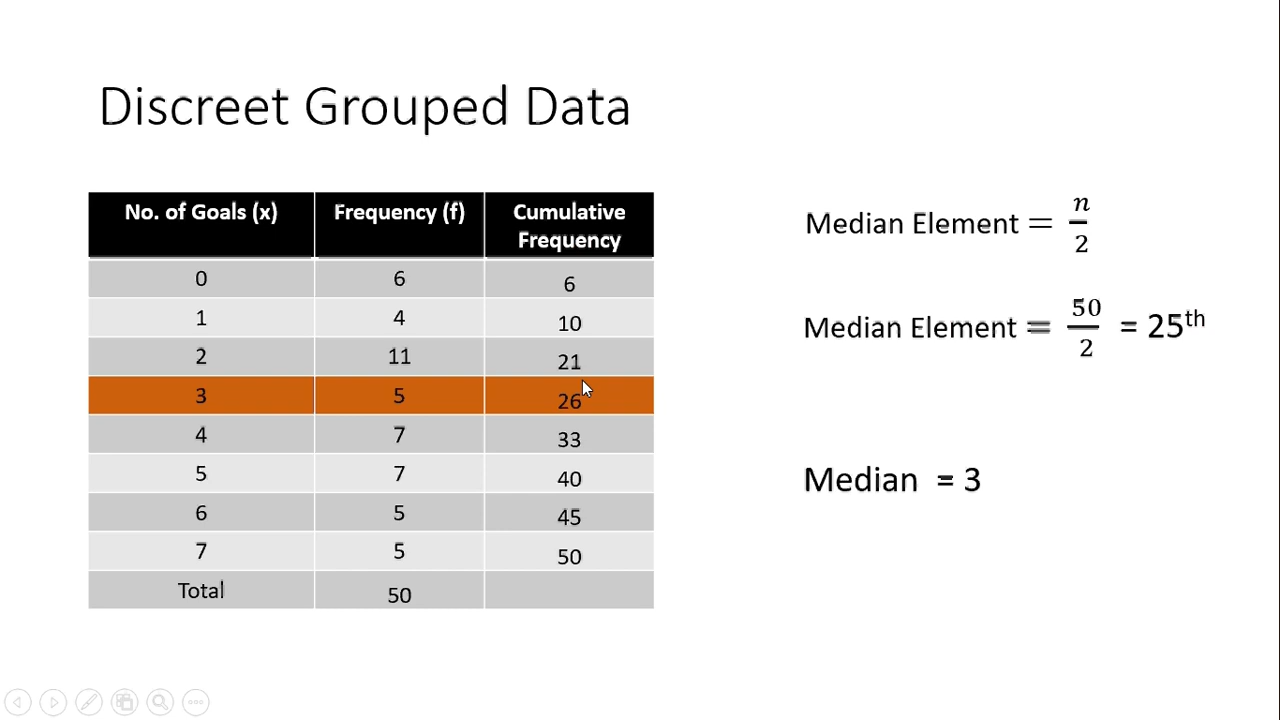 Discreet Grouped Data
No. of Goals (x) Frequency (f) Cumulative Frequency
0 6 6
1 4 10
2 11 21
3 5 26
4 7 33
5 7 40
6 5 45
7 5 50
Total 50
Median Element = n/2
Median Element = 50/2 = 25th
Median = 3